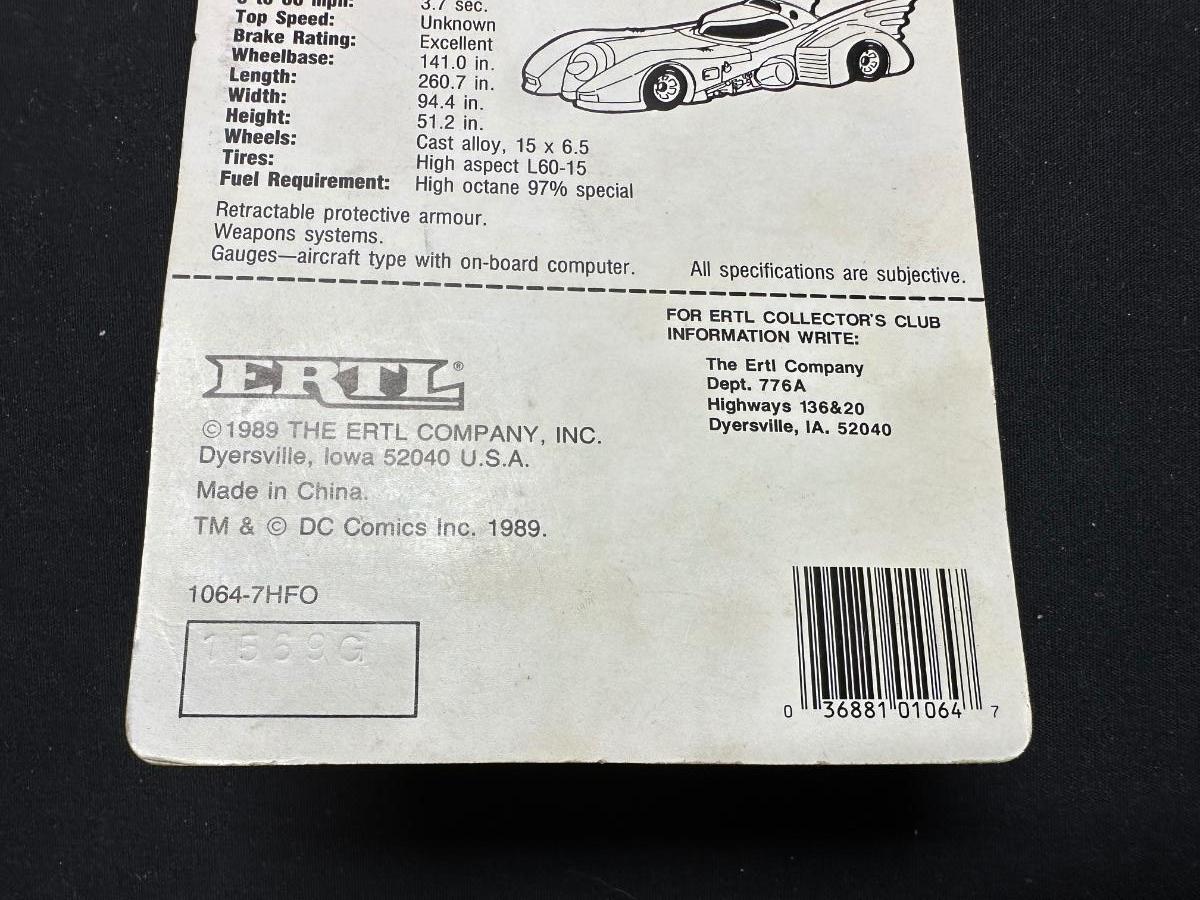 0 to 60 mph: 3.7 sec.
Top Speed: Unknown
Brake Rating: Excellent
Wheelbase: 141.0 in.
Length: 260.7 in.
Width: 94.4 in.
Height: 51.2 in.
Wheels: Cast alloy, 15 x 6.5
Tires: High aspect L60-15
Fuel Requirement: High octane 97% special
Retractable protective armour.
Weapons systems.
Gauges—aircraft type with on-board computer.
All specifications are subjective.
FOR ERTL COLLECTOR'S CLUB
INFORMATION WRITE:
The Ertl Company
Dept. 776A
Highways 136&20
Dyersville, IA. 52040
ERTL®
©1989 THE ERTL COMPANY, INC.
Dyersville, Iowa 52040 U.S.A.
Made in China.
TM & © DC Comics Inc. 1989.
1064-7HFO
1569G
0 36881 01064 7